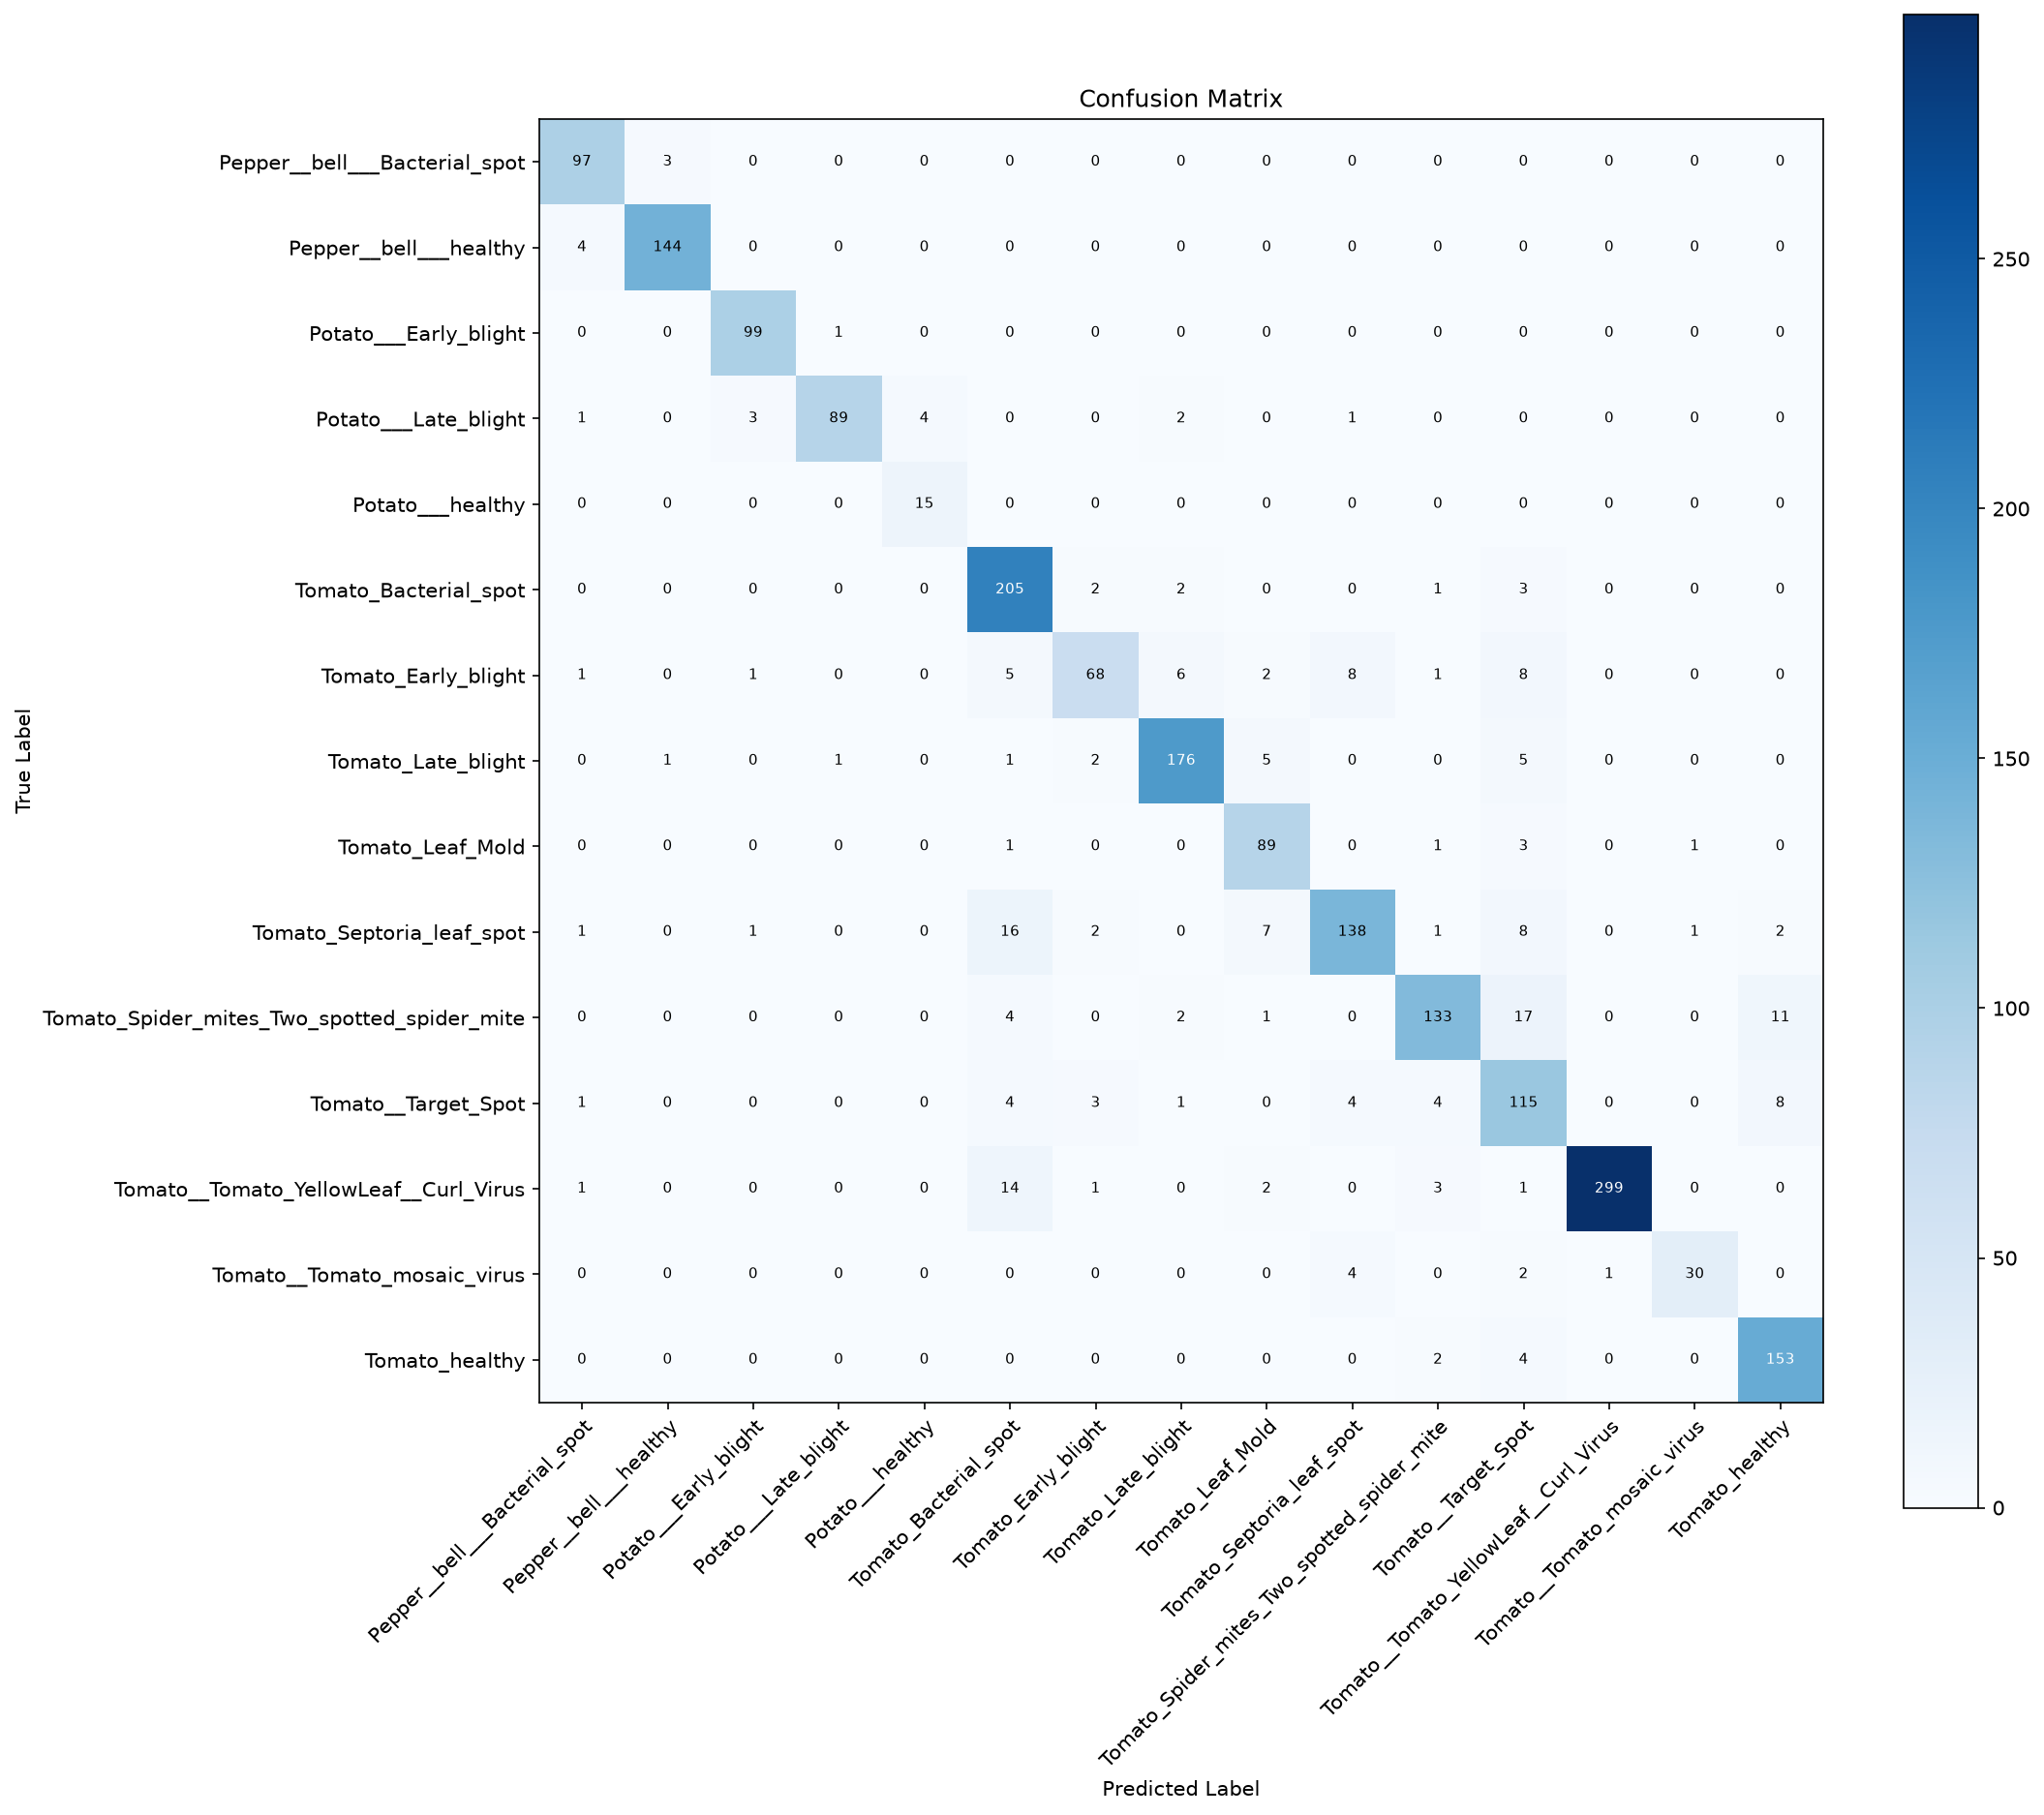 Confusion Matrix
True Label
Pepper__bell___Bacterial_spot 97 3 0 0 0 0 0 0 0 0 0 0 0 0 0
Pepper__bell___healthy 4 144 0 0 0 0 0 0 0 0 0 0 0 0 0
Potato___Early_blight 0 0 99 1 0 0 0 0 0 0 0 0 0 0 0
Potato___Late_blight 1 0 3 89 4 0 0 2 0 1 0 0 0 0 0
Potato___healthy 0 0 0 0 15 0 0 0 0 0 0 0 0 0 0
Tomato_Bacterial_spot 0 0 0 0 0 205 2 2 0 0 1 3 0 0 0
Tomato_Early_blight 1 0 1 0 0 5 68 6 2 8 1 8 0 0 0
Tomato_Late_blight 0 1 0 1 0 1 2 176 5 0 0 5 0 0 0
Tomato_Leaf_Mold 0 0 0 0 0 1 0 0 89 0 1 3 0 1 0
Tomato_Septoria_leaf_spot 1 0 1 0 0 16 2 0 7 138 1 8 0 1 2
Tomato_Spider_mites_Two_spotted_spider_mite 0 0 0 0 0 4 0 2 1 0 133 17 0 0 11
Tomato__Target_Spot 1 0 0 0 0 4 3 1 0 4 4 115 0 0 8
Tomato__Tomato_YellowLeaf__Curl_Virus 1 0 0 0 0 14 1 0 2 0 3 1 299 0 0
Tomato__Tomato_mosaic_virus 0 0 0 0 0 0 0 0 0 4 0 2 1 30 0
Tomato_healthy 0 0 0 0 0 0 0 0 0 0 2 4 0 0 153
Pepper__bell___Bacterial_spot
Pepper__bell___healthy
Potato___Early_blight
Potato___Late_blight
Potato___healthy
Tomato_Bacterial_spot
Tomato_Early_blight
Tomato_Late_blight
Tomato_Leaf_Mold
Tomato_Septoria_leaf_spot
Tomato_Spider_mites_Two_spotted_spider_mite
Tomato__Target_Spot
Tomato__Tomato_YellowLeaf__Curl_Virus
Tomato__Tomato_mosaic_virus
Tomato_healthy
Predicted Label
250
200
150
100
50
0